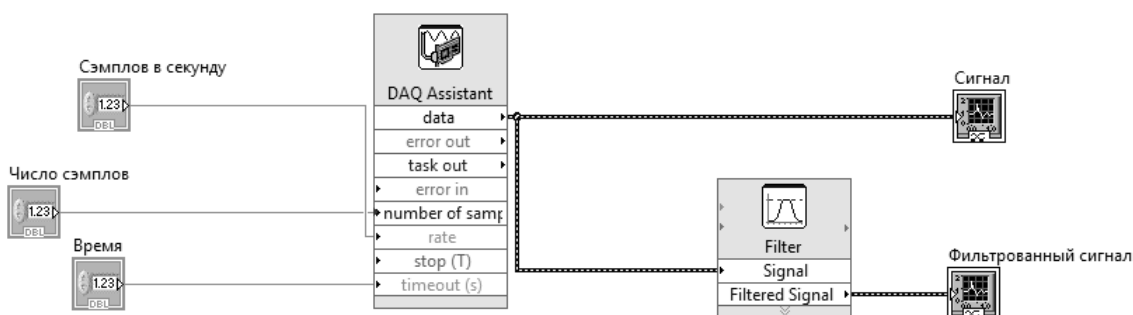 Сэмплов в секунду
1.23
DBL
Число сэмплов
1.23
DBL
Время
1.23
DBL
DAQ Assistant
data
error out
task out
error in
number of samp
rate
stop (T)
timeout (s)
Filter
Signal
Filtered Signal
Сигнал
Фильтрованный сигнал